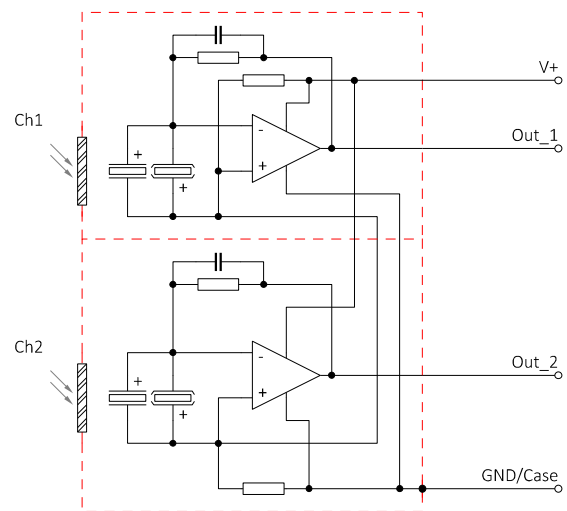 V+
Ch1
Out_1
+
-
+
+
Ch2
Out_2
+
-
+
+
GND/Case